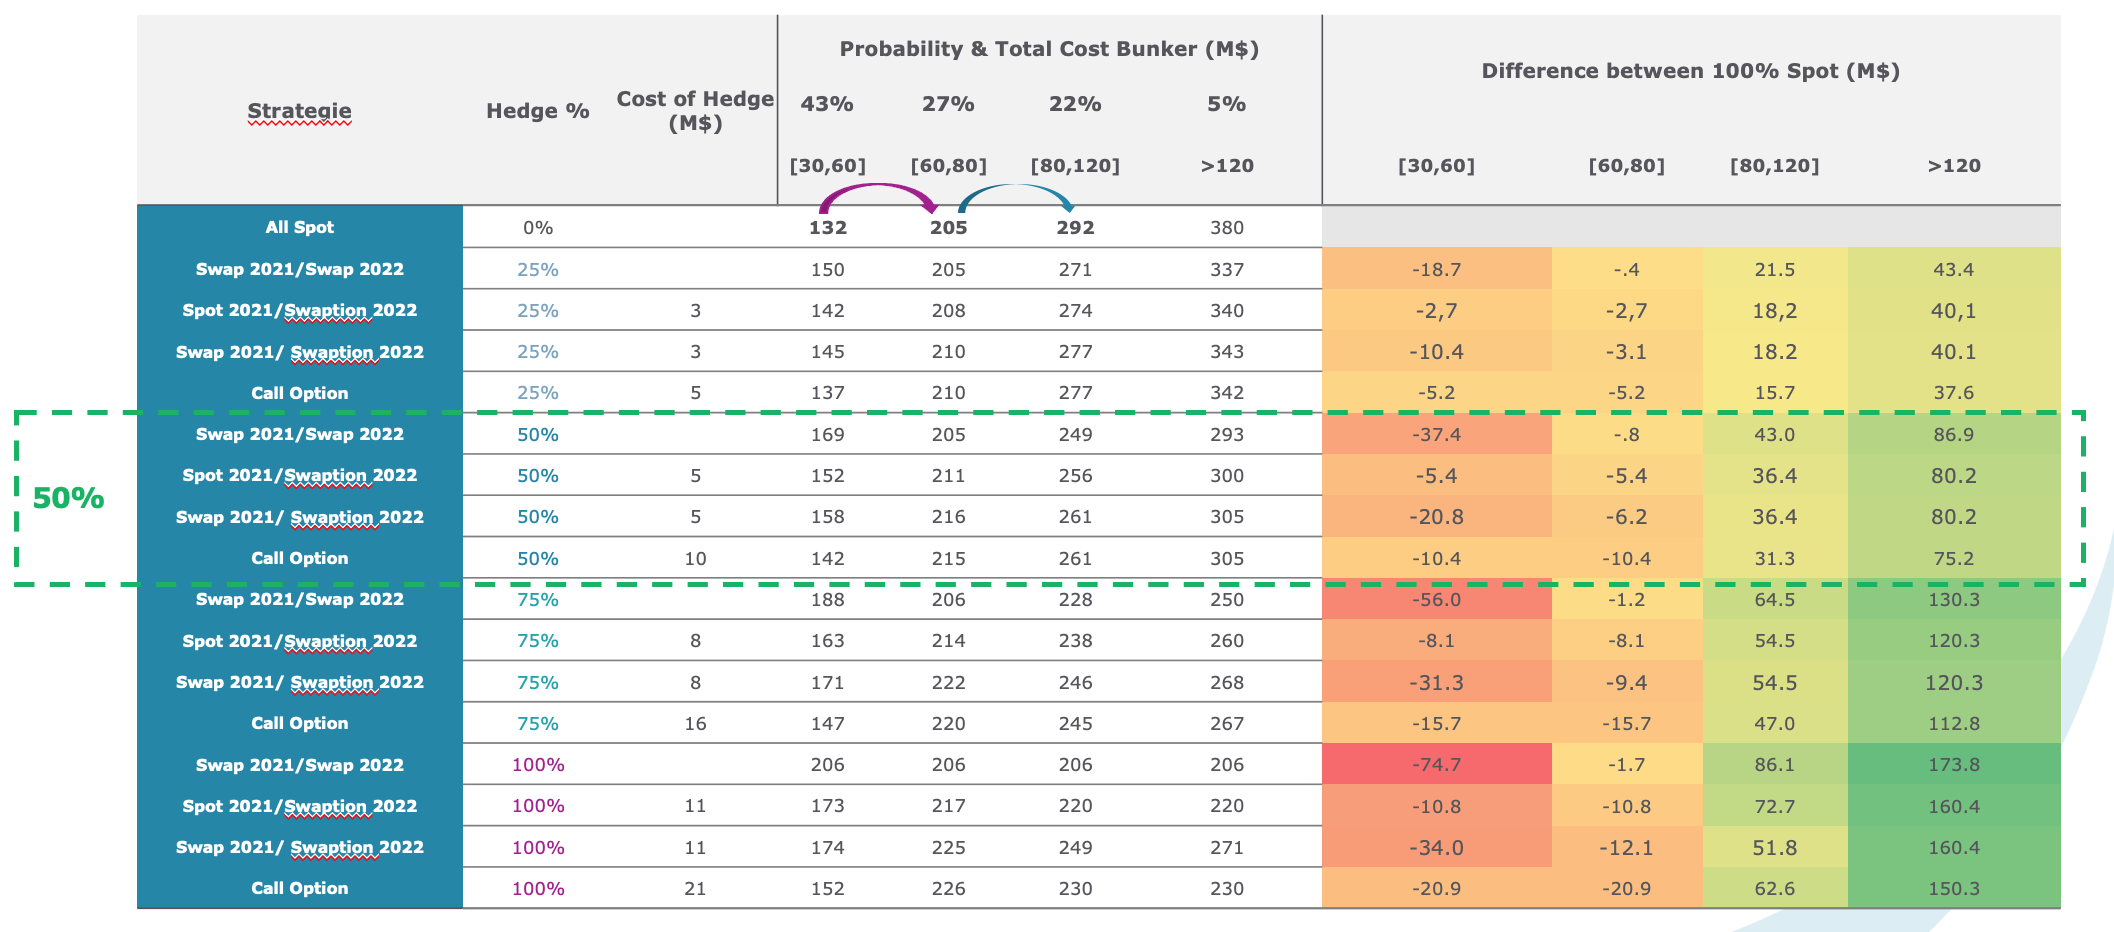 Probability & Total Cost Bunker (M$)
Difference between 100% Spot (M$)
Strategie Hedge % Cost of Hedge (M$) 43% 27% 22% 5%
[30,60] [60,80] [80,120] >120 [30,60] [60,80] [80,120] >120
All Spot 0% 132 205 292 380
Swap 2021/Swap 2022 25% 150 205 271 337 -18.7 -.4 21.5 43.4
Spot 2021/Swaption 2022 25% 3 142 208 274 340 -2,7 -2,7 18,2 40,1
Swap 2021/ Swaption 2022 25% 3 145 210 277 343 -10.4 -3.1 18.2 40.1
Call Option 25% 5 137 210 277 342 -5.2 -5.2 15.7 37.6
Swap 2021/Swap 2022 50% 169 205 249 293 -37.4 -.8 43.0 86.9
Spot 2021/Swaption 2022 50% 5 152 211 256 300 -5.4 -5.4 36.4 80.2
50%
Swap 2021/ Swaption 2022 50% 5 158 216 261 305 -20.8 -6.2 36.4 80.2
Call Option 50% 10 142 215 261 305 -10.4 -10.4 31.3 75.2
Swap 2021/Swap 2022 75% 188 206 228 250 -56.0 -1.2 64.5 130.3
Spot 2021/Swaption 2022 75% 8 163 214 238 260 -8.1 -8.1 54.5 120.3
Swap 2021/ Swaption 2022 75% 8 171 222 246 268 -31.3 -9.4 54.5 120.3
Call Option 75% 16 147 220 245 267 -15.7 -15.7 47.0 112.8
Swap 2021/Swap 2022 100% 206 206 206 206 -74.7 -1.7 86.1 173.8
Spot 2021/Swaption 2022 100% 11 173 217 220 220 -10.8 -10.8 72.7 160.4
Swap 2021/ Swaption 2022 100% 11 174 225 249 271 -34.0 -12.1 51.8 160.4
Call Option 100% 21 152 226 230 230 -20.9 -20.9 62.6 150.3